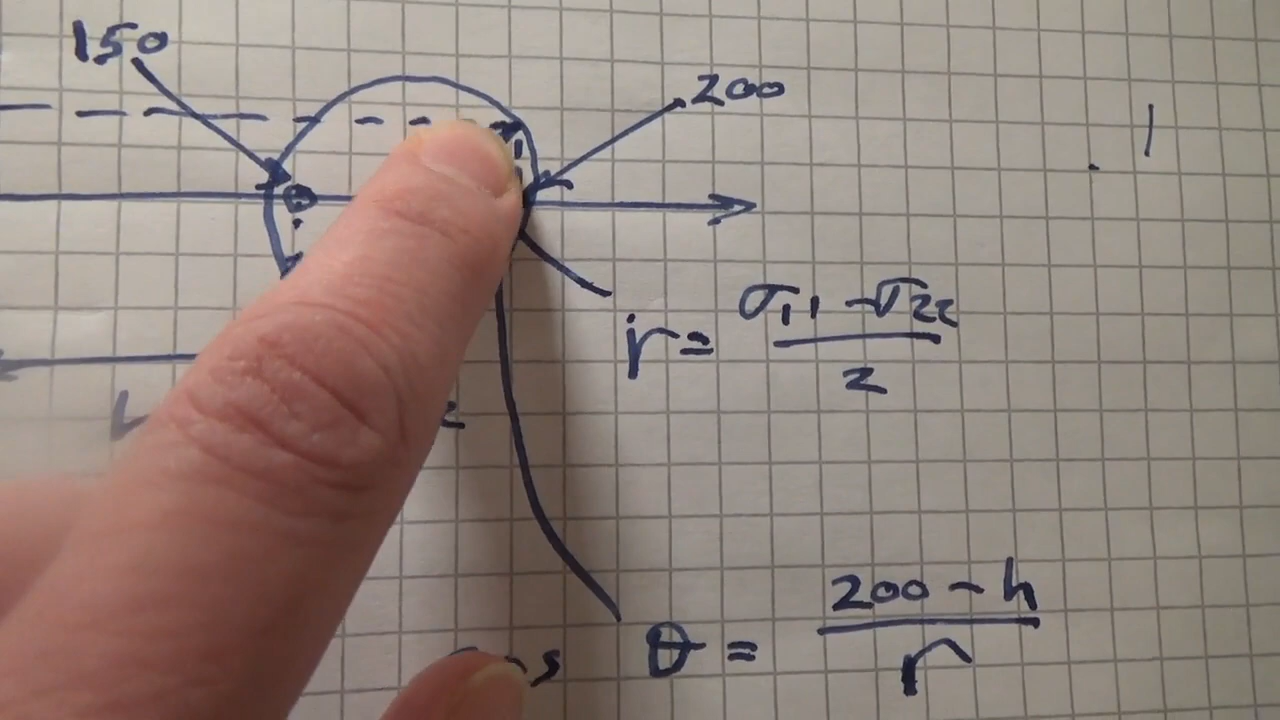 150
200
r = σ11 - σ22 / 2
θ = 200 - h / r